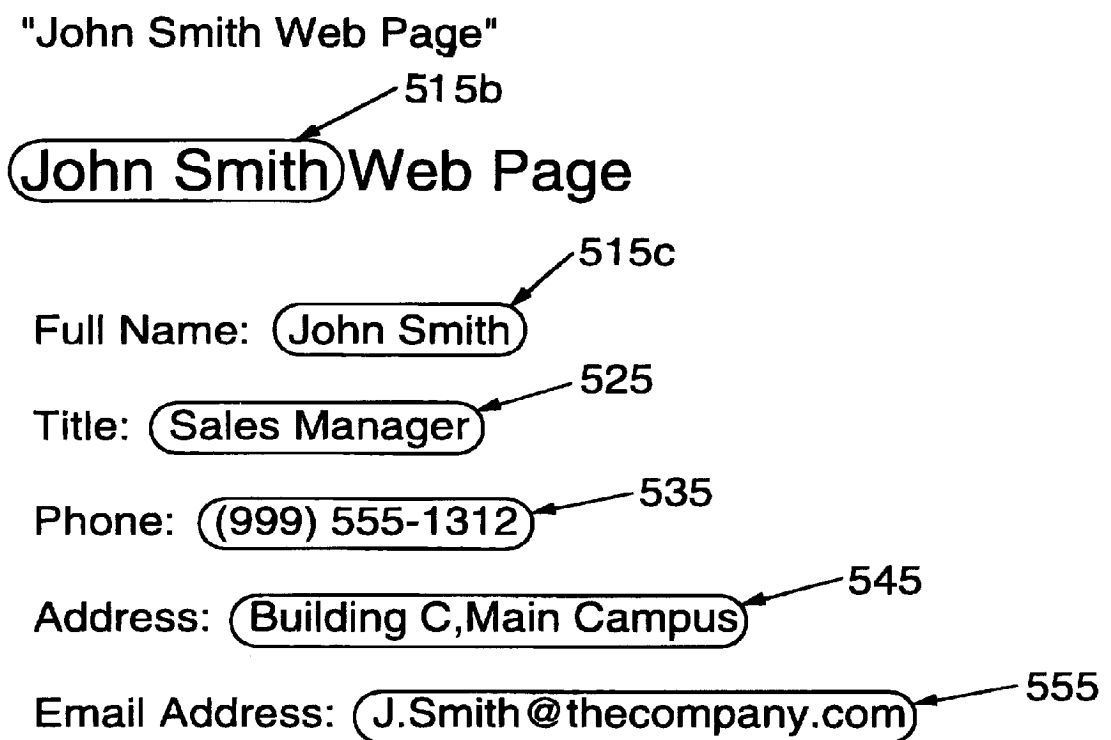 "John Smith Web Page"
515b
John Smith Web Page
515c
Full Name: John Smith
525
Title: Sales Manager
535
Phone: (999) 555-1312
545
Address: Building C,Main Campus
555
Email Address: J.Smith@thecompany.com